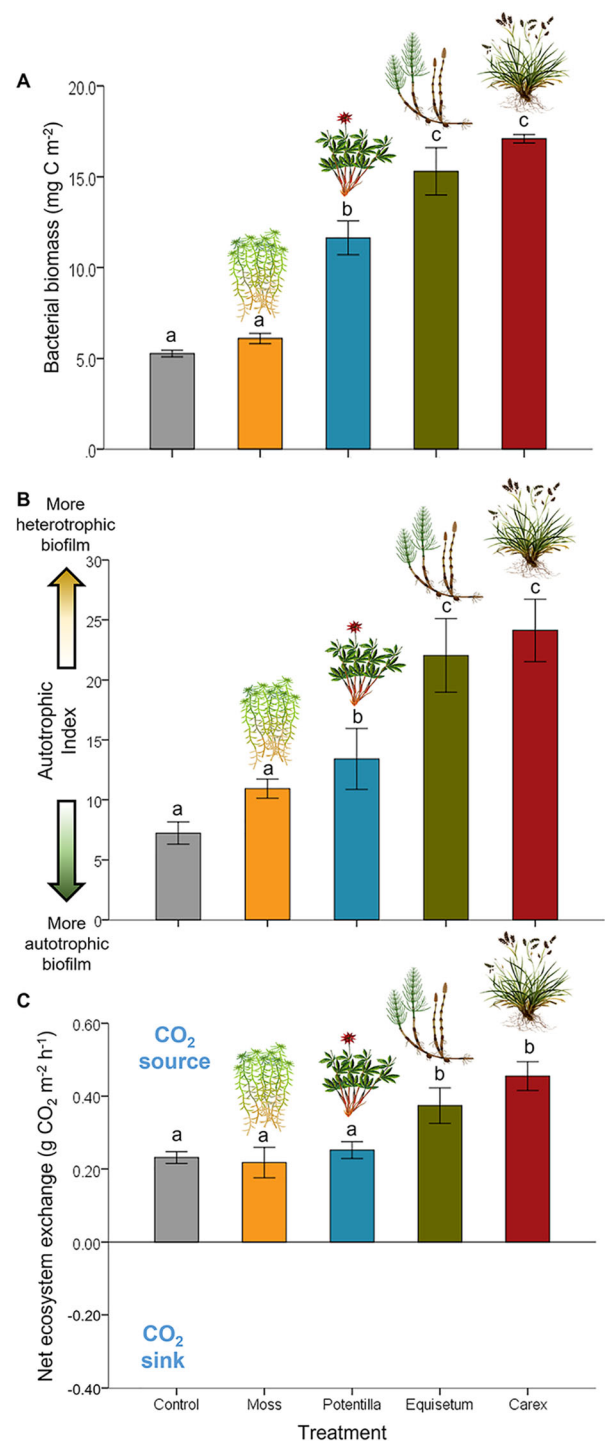 A
Bacterial biomass (mg C m-2)
20.0
15.0
10.0
5.0
.0
a
a
b
c
c
B
More
heterotrophic
biofilm
Autotrophic
Index
More
autotrophic
biofilm
30
25
20
15
10
5
0
a
a
b
c
c
C
Net ecosystem exchange (g CO2 m-2 h-1)
0.60
0.40
0.20
0.00
-0.20
-0.40
CO2
source
a
a
a
b
b
CO2
sink
Control Moss Potentilla Equisetum Carex
Treatment